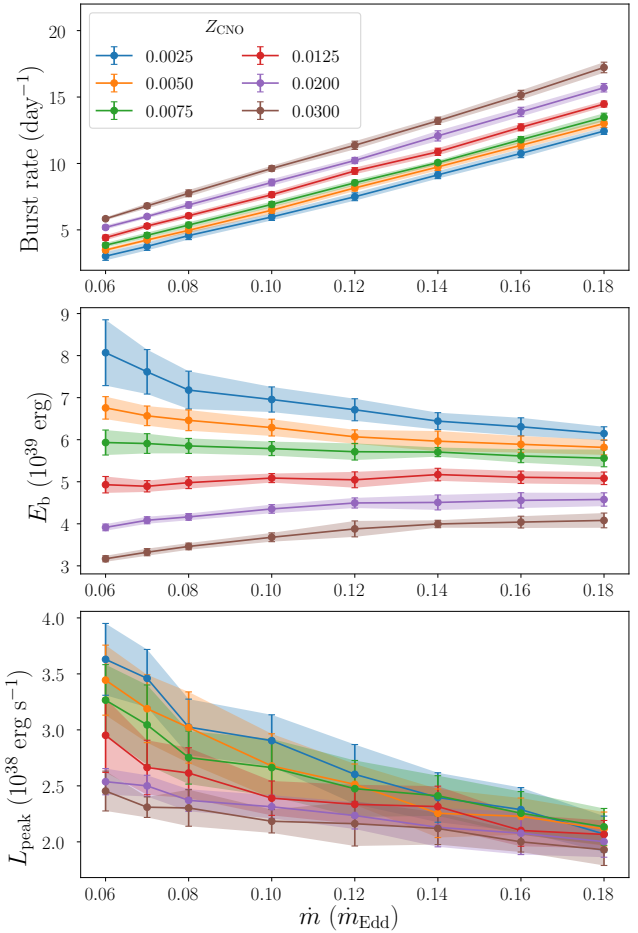 Z_CNO
0.0025 0.0125
0.0050 0.0200
0.0075 0.0300
Burst rate (day⁻¹)
20
15
10
5
0.06 0.08 0.10 0.12 0.14 0.16 0.18
E_b (10³⁹ erg)
9
8
7
6
5
4
3
0.06 0.08 0.10 0.12 0.14 0.16 0.18
L_peak (10³⁸ erg s⁻¹)
4.0
3.5
3.0
2.5
2.0
0.06 0.08 0.10 0.12 0.14 0.16 0.18
ṁ (ṁ_Edd)